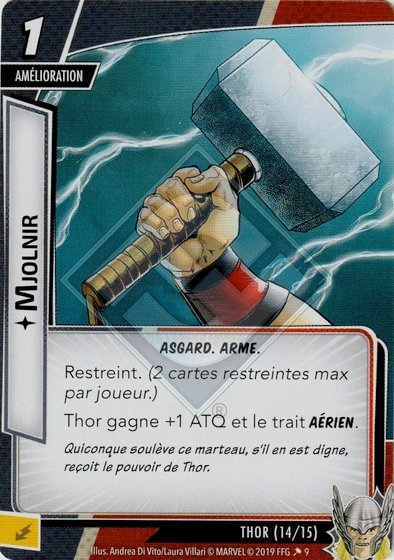 1
AMÉLIORATION
MJOLNIR
ASGARD. ARME.
Restreint. (2 cartes restreintes max
par joueur.)
Thor gagne +1 ATQ et le trait AÉRIEN.
Quiconque soulève ce marteau, s'il en est digne,
reçoit le pouvoir de Thor.
®
THOR (14/15)
Illus. Andrea Di Vito/Laura Villari © MARVEL © 2019 FFG 9